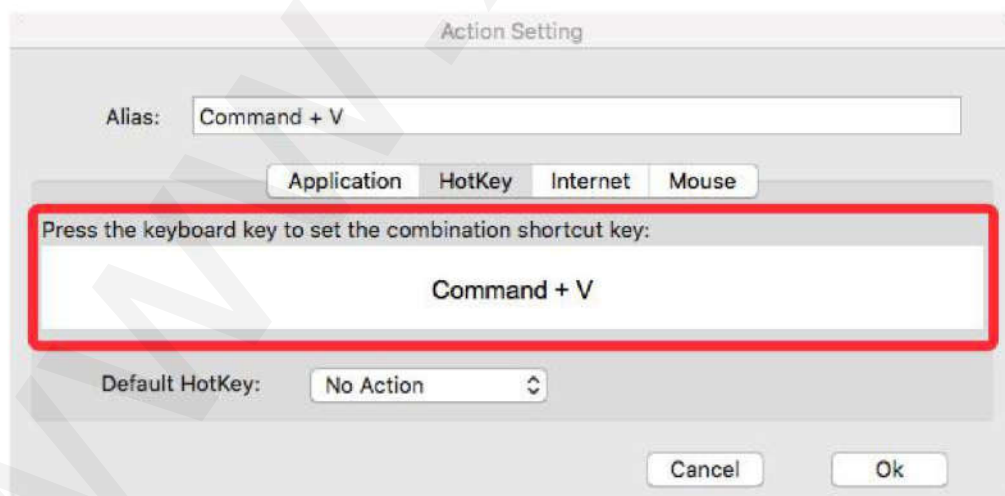 Action Setting
Alias: Command + V
Application HotKey Internet Mouse
Press the keyboard key to set the combination shortcut key:
Command + V
Default HotKey: No Action
Cancel Ok